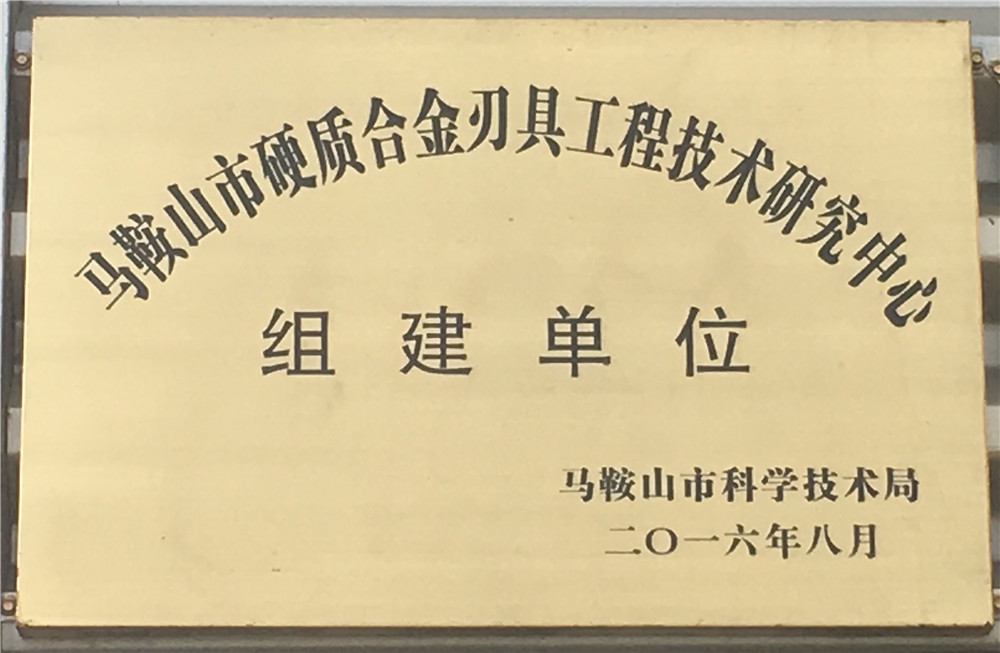 马鞍山市硬质合金刃具工程技术研究中心
组建单位
马鞍山市科学技术局
二〇一六年八月